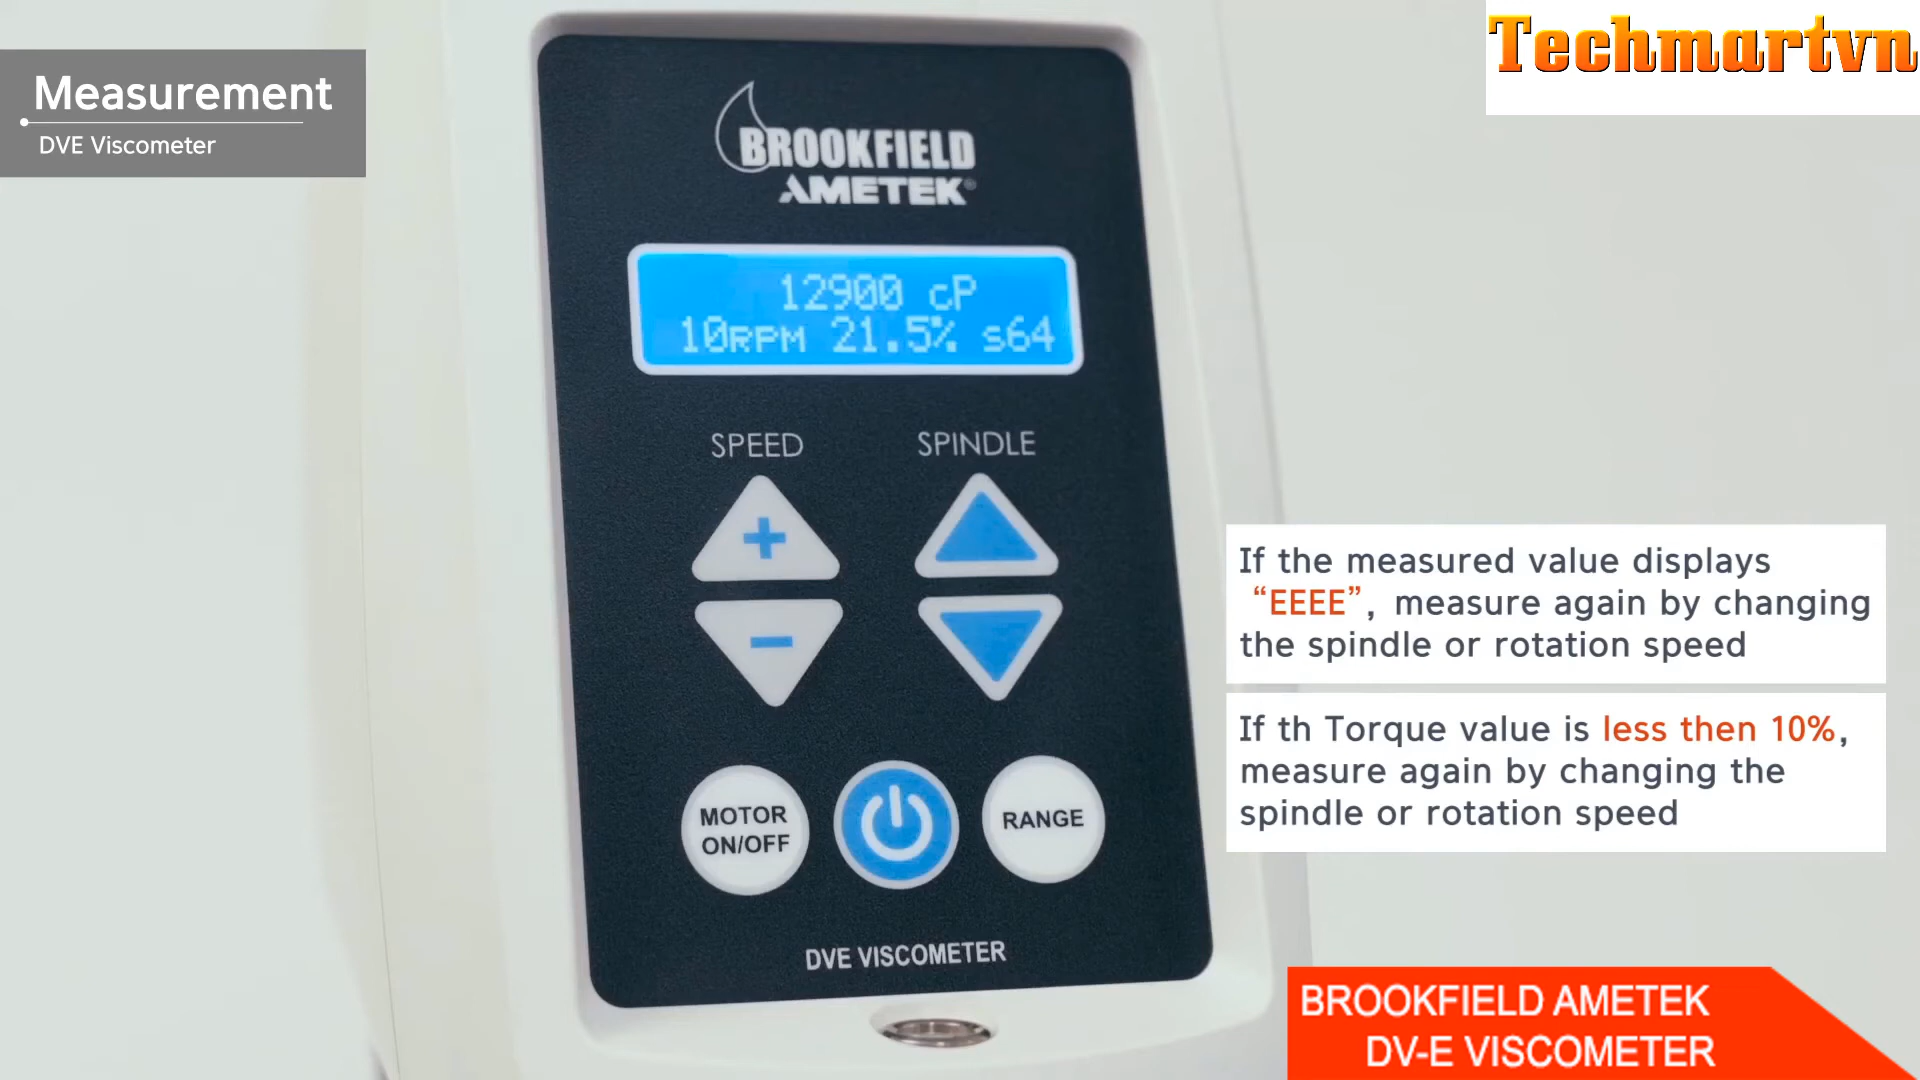 Measurement
DVE Viscometer
Techmartvn
BROOKFIELD
AMETEK®
12900 cP
10RPM 21.5% s64
SPEED
SPINDLE
+
−
MOTOR
ON/OFF
RANGE
DVE VISCOMETER
If the measured value displays
“EEEE”, measure again by changing
the spindle or rotation speed
If th Torque value is less then 10%,
measure again by changing the
spindle or rotation speed
BROOKFIELD AMETEK
DV-E VISCOMETER